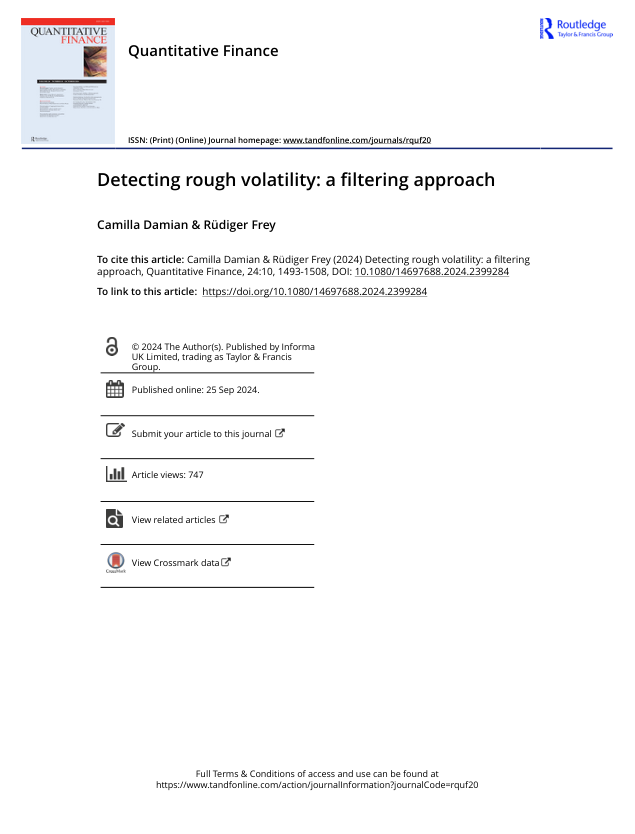 QUANTITATIVE
FINANCE
Routledge
Taylor & Francis Group
Quantitative Finance
ISSN: (Print) (Online) Journal homepage: www.tandfonline.com/journals/rquf20
Detecting rough volatility: a filtering approach
Camilla Damian & Rüdiger Frey
To cite this article: Camilla Damian & Rüdiger Frey (2024) Detecting rough volatility: a filtering
approach, Quantitative Finance, 24:10, 1493-1508, DOI: 10.1080/14697688.2024.2399284
To link to this article: https://doi.org/10.1080/14697688.2024.2399284
© 2024 The Author(s). Published by Informa
UK Limited, trading as Taylor & Francis
Group.
Published online: 25 Sep 2024.
Submit your article to this journal
Article views: 747
View related articles
View Crossmark data
CrossMark
Full Terms & Conditions of access and use can be found at
https://www.tandfonline.com/action/journalInformation?journalCode=rquf20